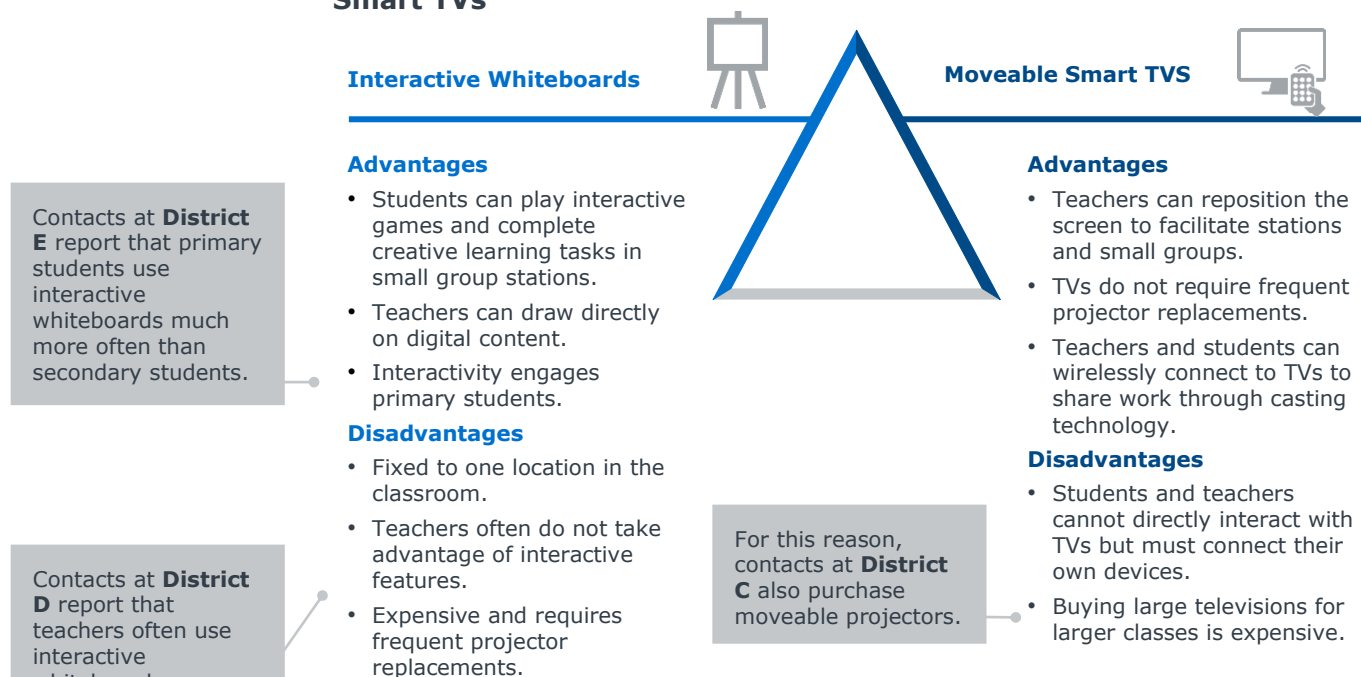 Smart TVs
Interactive Whiteboards
Moveable Smart TVS
Contacts at District
E report that primary
students use
interactive
whiteboards much
more often than
secondary students.
Advantages
• Students can play interactive
games and complete
creative learning tasks in
small group stations.
• Teachers can draw directly
on digital content.
• Interactivity engages
primary students.
Disadvantages
• Fixed to one location in the
classroom.
• Teachers often do not take
advantage of interactive
features.
• Expensive and requires
frequent projector
replacements.
Contacts at District
D report that
teachers often use
interactive
Advantages
• Teachers can reposition the
screen to facilitate stations
and small groups.
• TVs do not require frequent
projector replacements.
• Teachers and students can
wirelessly connect to TVs to
share work through casting
technology.
Disadvantages
• Students and teachers
cannot directly interact with
TVs but must connect their
own devices.
• Buying large televisions for
larger classes is expensive.
For this reason,
contacts at District
C also purchase
moveable projectors.